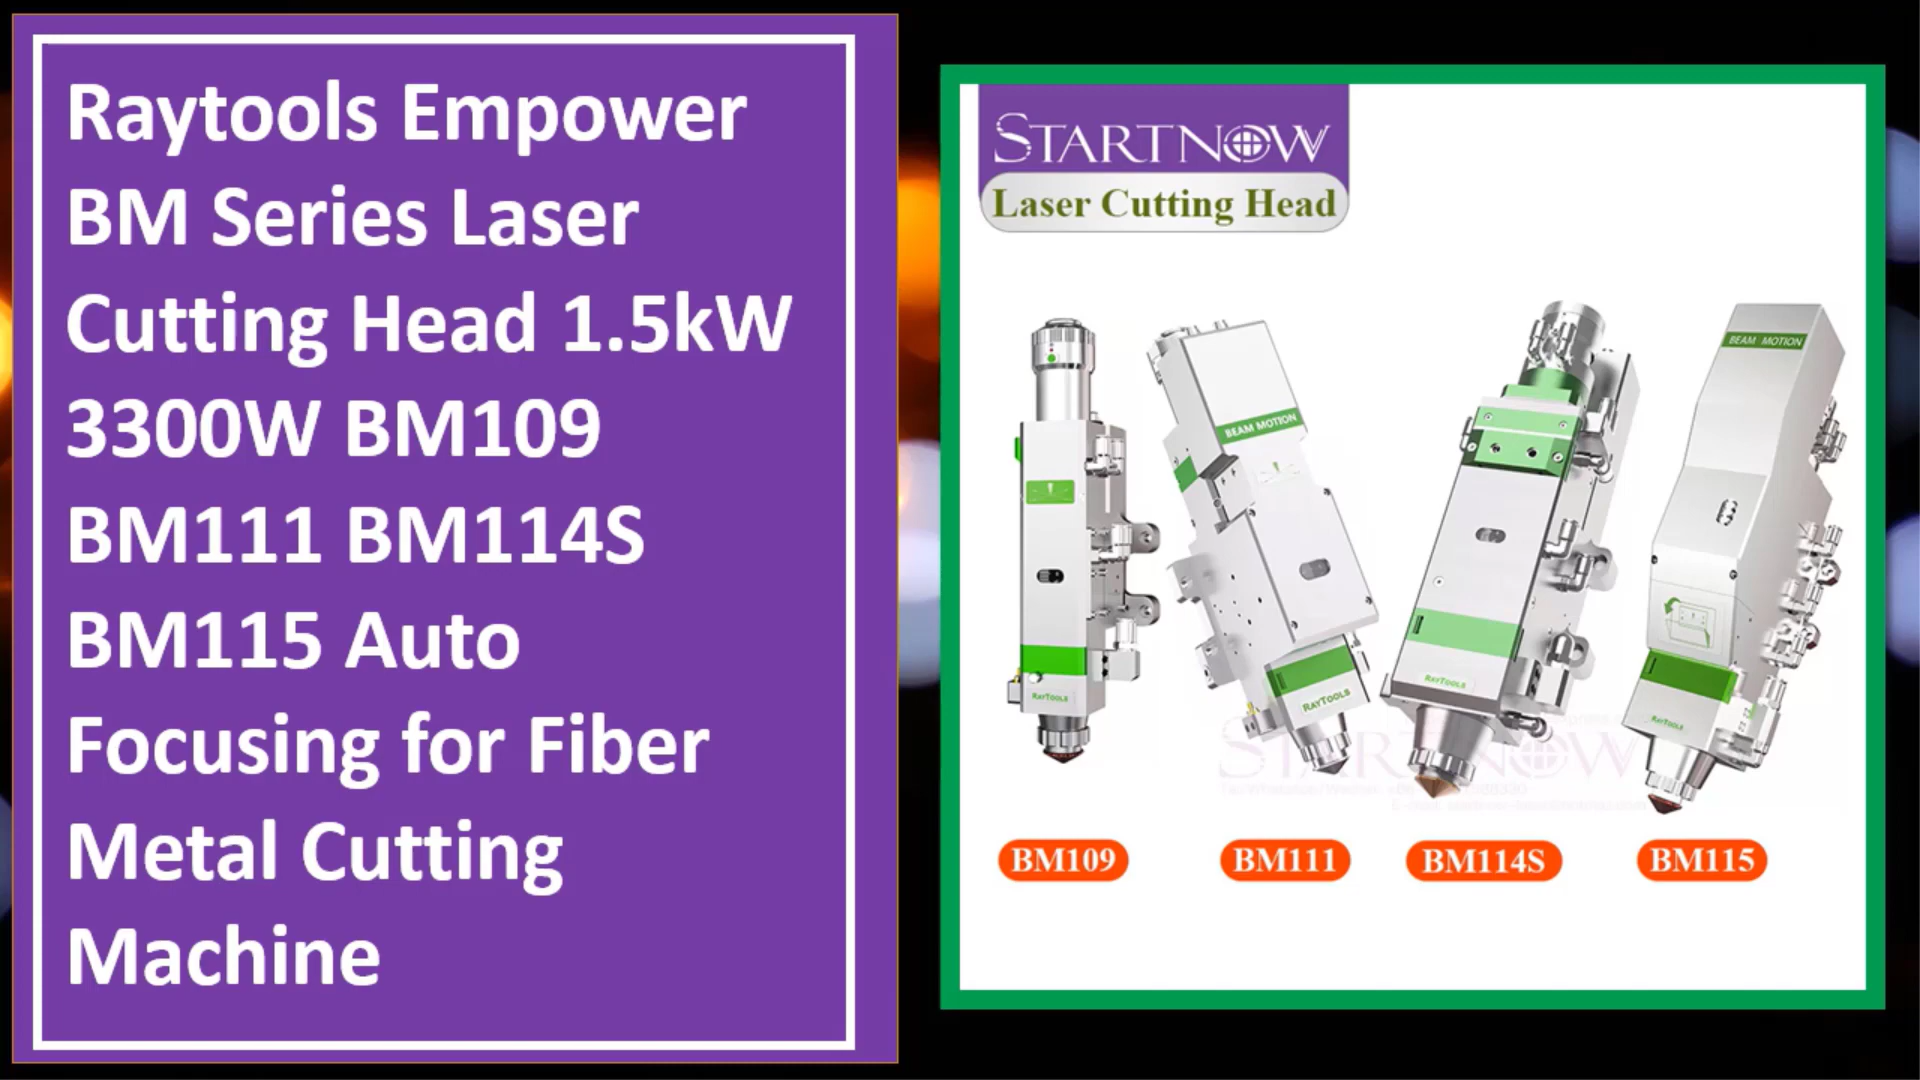 Raytools Empower
BM Series Laser
Cutting Head 1.5kW
3300W BM109
BM111 BM114S
BM115 Auto
Focusing for Fiber
Metal Cutting
Machine
STARTNOW
Laser Cutting Head
BEAM MOTION
BEAM MOTION
RAYTOOLS
RAYTOOLS
RAYTOOLS
RAYTOOLS
STARTNOW
BM109
BM111
BM114S
BM115